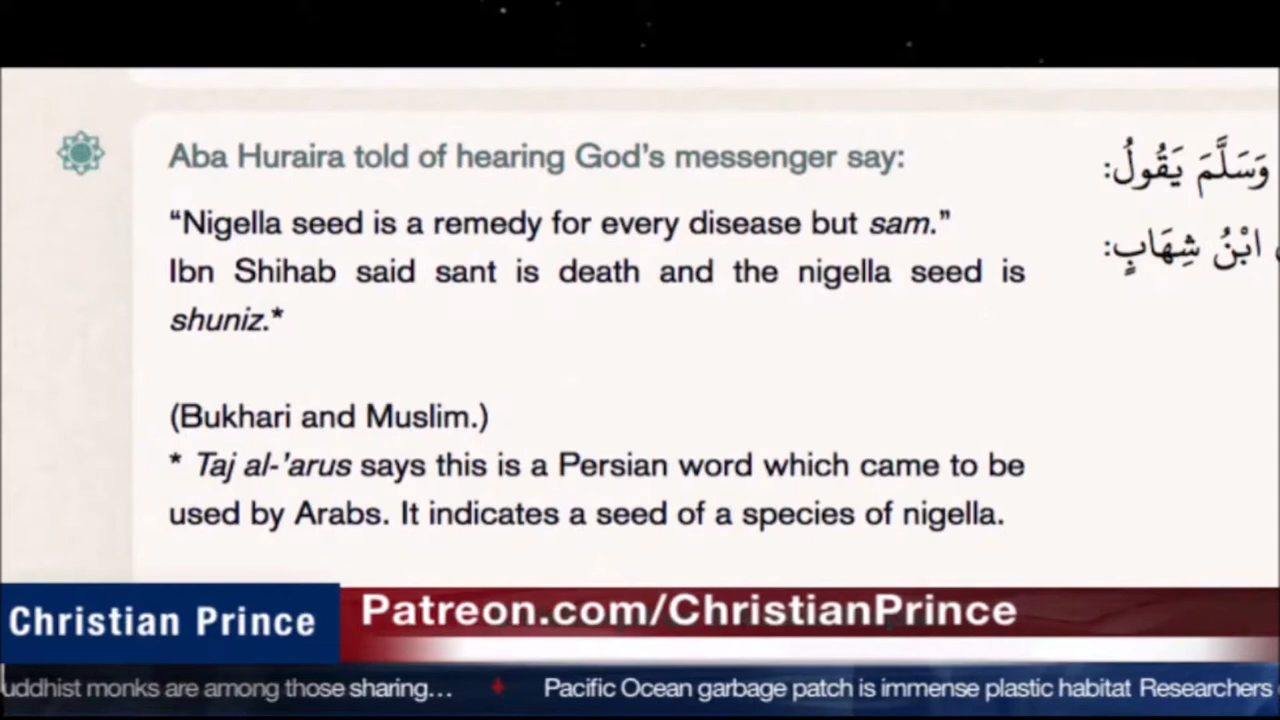 Aba Huraira told of hearing God's messenger say:
وَسَلَّمَ يَقُولُ:
“Nigella seed is a remedy for every disease but sam.”
ابْنُ شِهَابٍ:
Ibn Shihab said sant is death and the nigella seed is
shuniz.*
(Bukhari and Muslim.)
* Taj al-’arus says this is a Persian word which came to be
used by Arabs. It indicates a seed of a species of nigella.
Christian Prince
Patreon.com/ChristianPrince
uddhist monks are among those sharing... Pacific Ocean garbage patch is immense plastic habitat Researchers